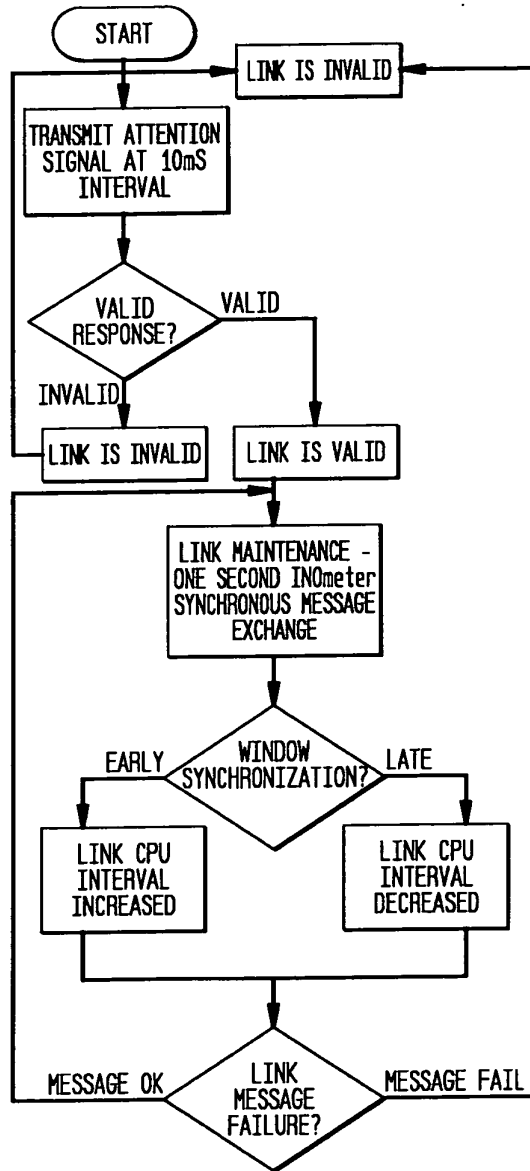 START
LINK IS INVALID
TRANSMIT ATTENTION
SIGNAL AT 10mS
INTERVAL
VALID
RESPONSE?
VALID
INVALID
LINK IS INVALID
LINK IS VALID
LINK MAINTENANCE -
ONE SECOND INOmeter
SYNCHRONOUS MESSAGE
EXCHANGE
WINDOW
SYNCHRONIZATION?
EARLY
LATE
LINK CPU
INTERVAL
INCREASED
LINK CPU
INTERVAL
DECREASED
LINK
MESSAGE
FAILURE?
MESSAGE OK
MESSAGE FAIL